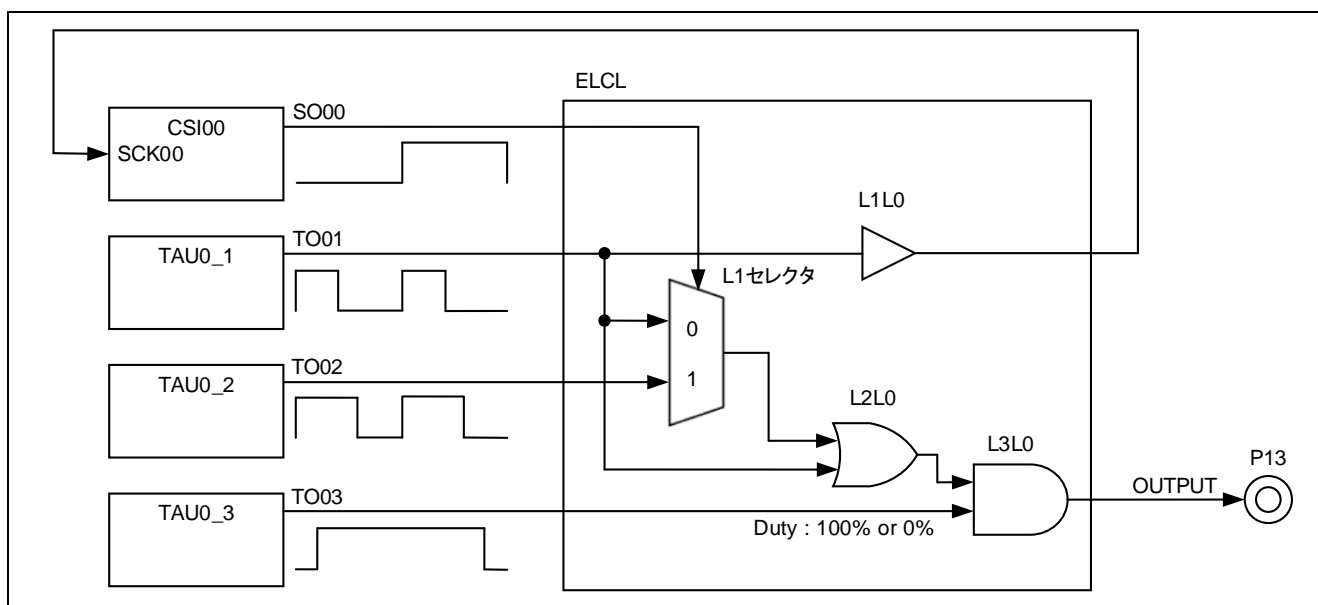 ELCL
CSI00
SCK00
SO00
L1L0
TAU0_1
TO01
L1セレクタ
0
1
TAU0_2
TO02
L2L0
L3L0
P13
OUTPUT
TAU0_3
TO03
Duty : 100% or 0%